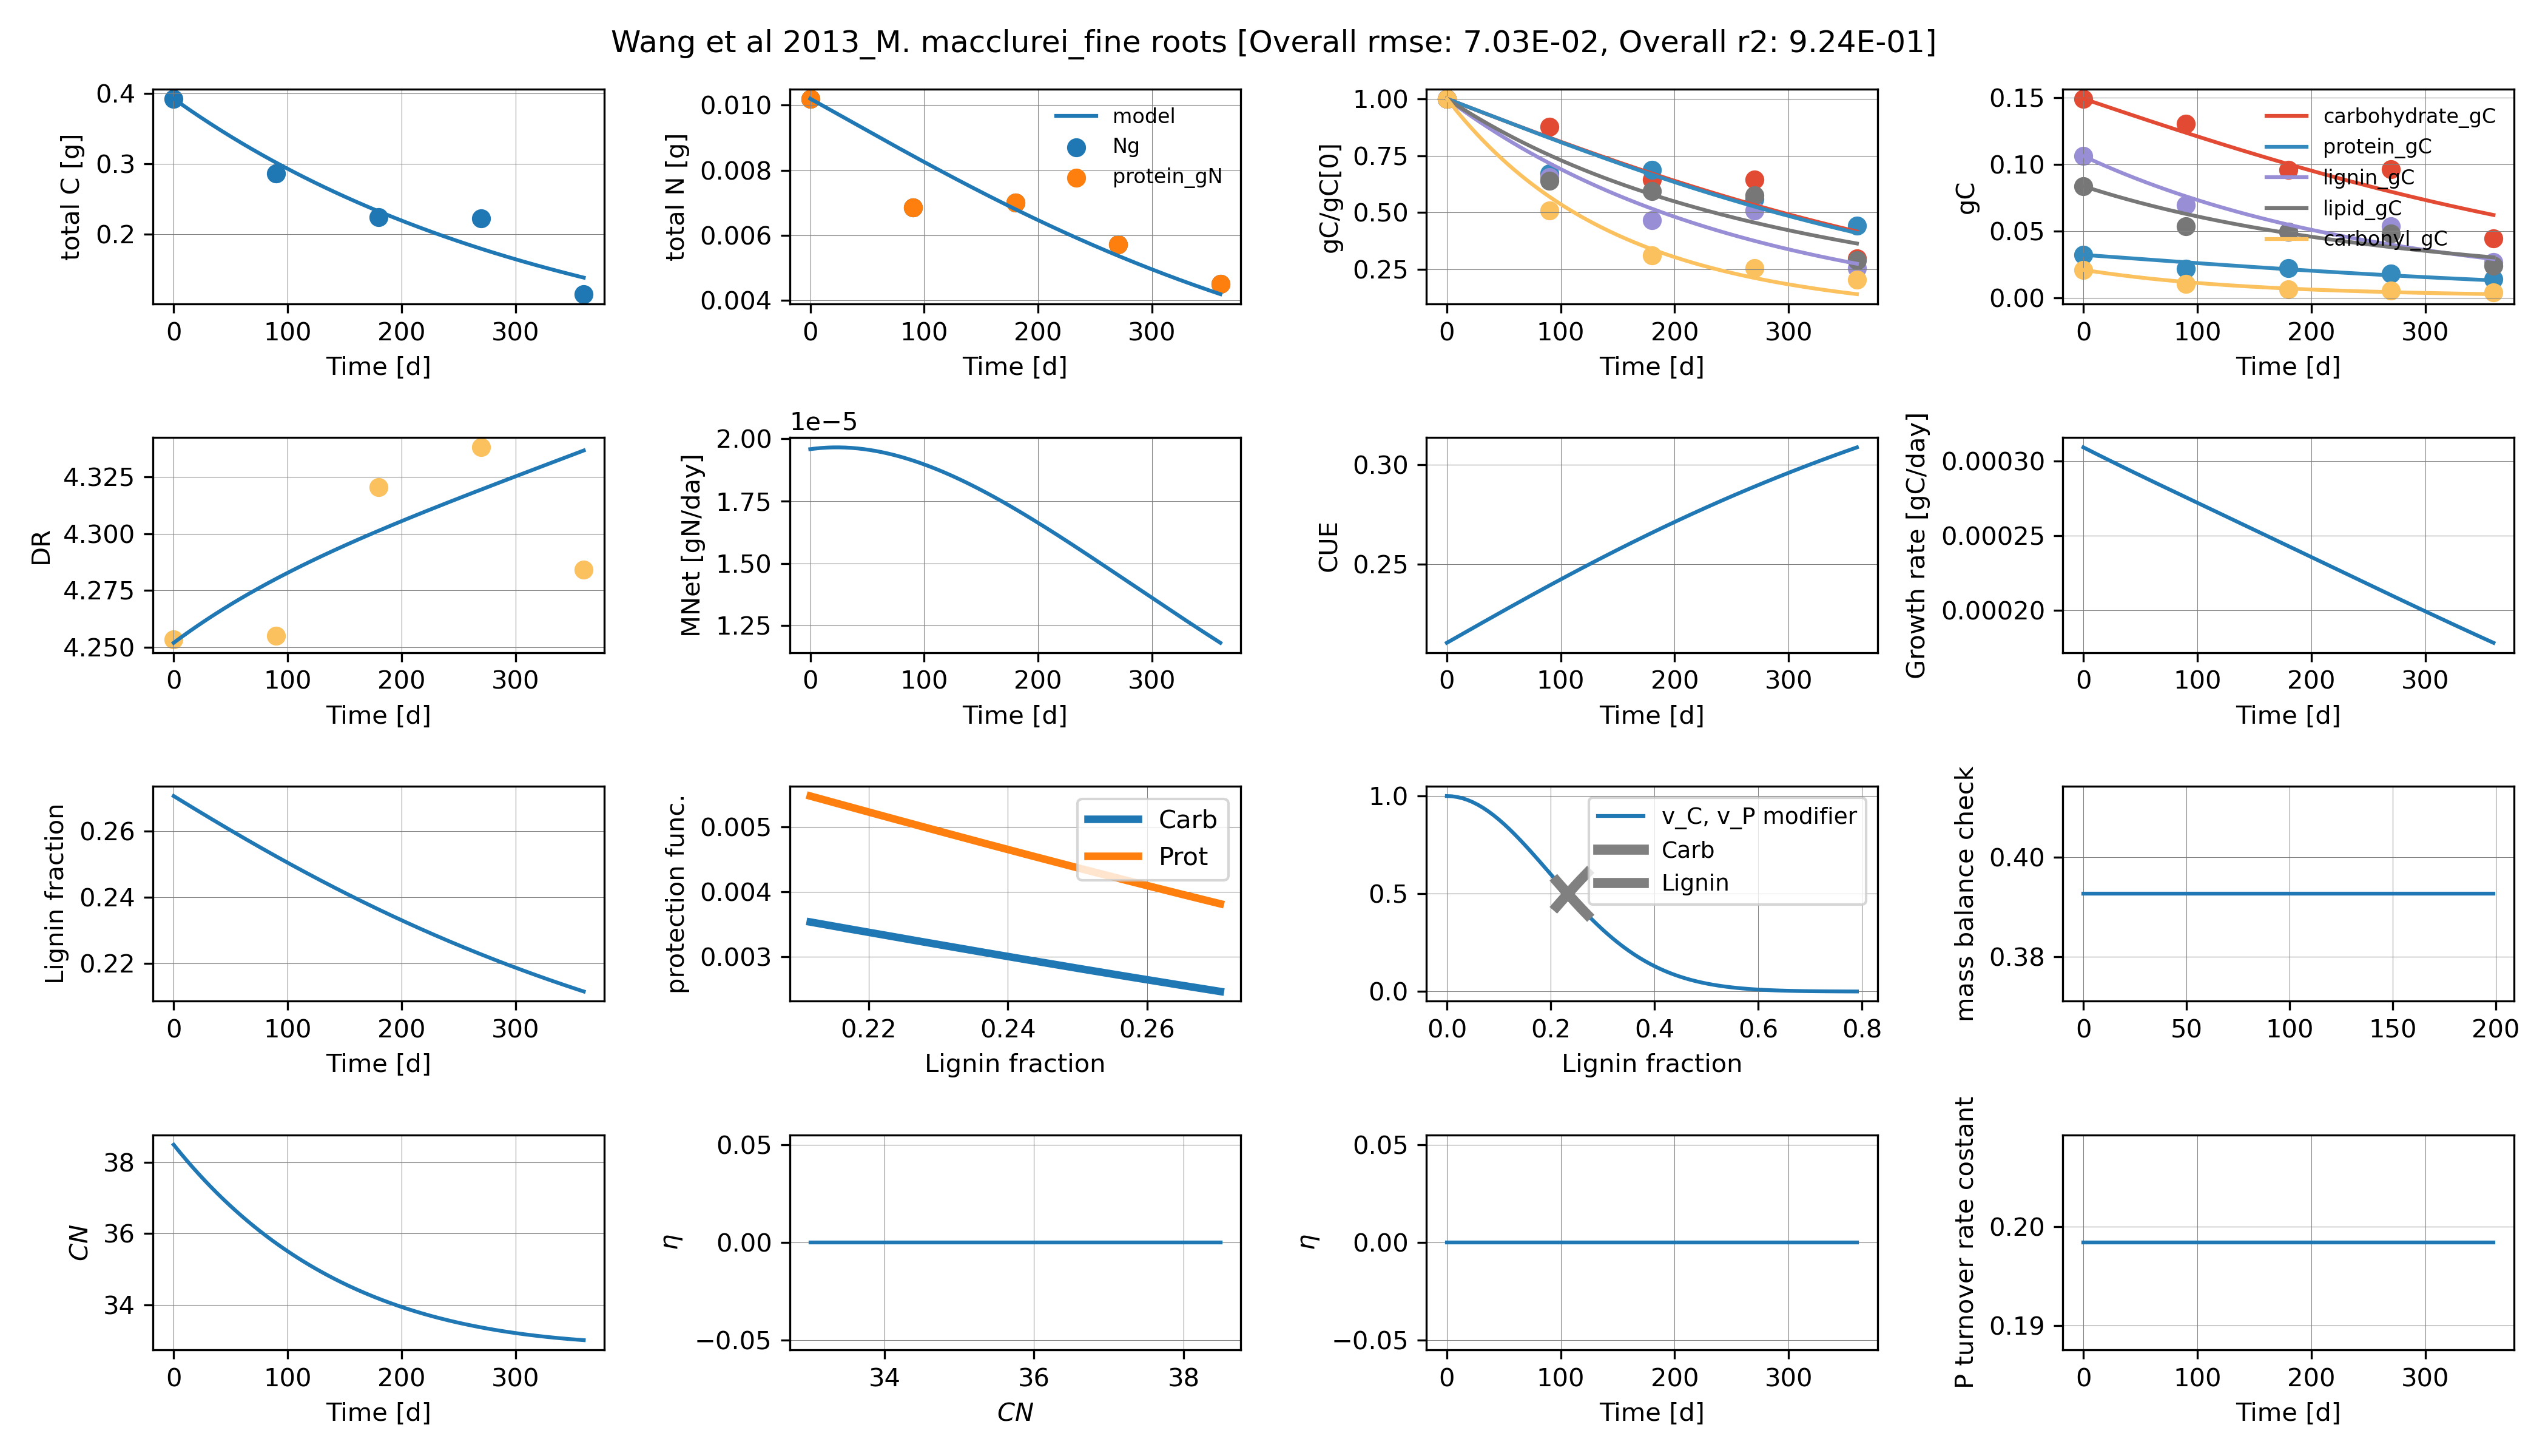 Wang et al 2013_M. macclurei_fine roots [Overall rmse: 7.03E-02, Overall r2: 9.24E-01]
total C [g]
0.4
0.3
0.2
0 100 200 300
Time [d]
total N [g]
0.010
0.008
0.006
0.004
model
Ng
protein_gN
0 100 200 300
Time [d]
gC/gC[0]
1.00
0.75
0.50
0.25
0 100 200 300
Time [d]
gC
0.15
0.10
0.05
0.00
carbohydrate_gC
protein_gC
lignin_gC
lipid_gC
carbonyl_gC
0 100 200 300
Time [d]
DR
4.325
4.300
4.275
4.250
0 100 200 300
Time [d]
1e−5
MNet [gN/day]
2.00
1.75
1.50
1.25
0 100 200 300
Time [d]
CUE
0.30
0.25
0 100 200 300
Time [d]
Growth rate [gC/day]
0.00030
0.00025
0.00020
0 100 200 300
Time [d]
Lignin fraction
0.26
0.24
0.22
0 100 200 300
Time [d]
protection func.
0.005
0.004
0.003
Carb
Prot
0.22 0.24 0.26
Lignin fraction
1.0
0.5
0.0
v_C, v_P modifier
Carb
Lignin
0.0 0.2 0.4 0.6 0.8
Lignin fraction
mass balance check
0.40
0.38
0 50 100 150 200
CN
38
36
34
0 100 200 300
Time [d]
η
0.05
0.00
−0.05
34 36 38
CN
η
0.05
0.00
−0.05
0 100 200 300
Time [d]
P turnover rate costant
0.20
0.19
0 100 200 300
Time [d]